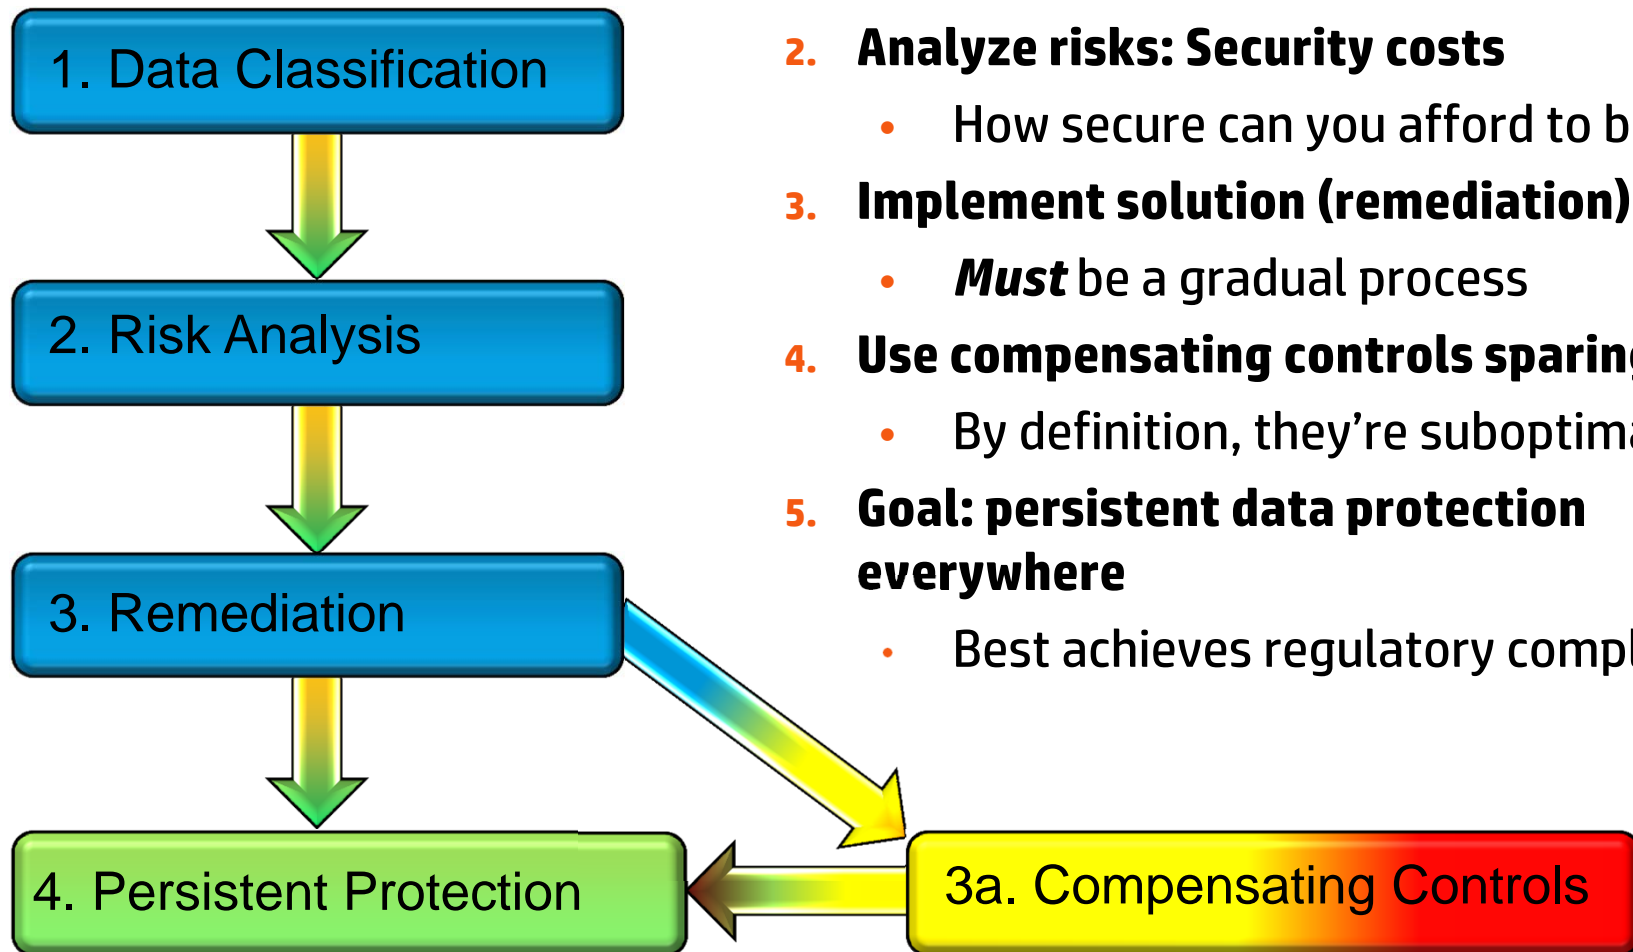 1. Data Classification
2. Risk Analysis
3. Remediation
4. Persistent Protection
3a. Compensating Controls
2. Analyze risks: Security costs
• How secure can you afford to
3. Implement solution (remediation)
• Must be a gradual process
4. Use compensating controls
• By definition, they’re
5. Goal: persistent data protection
everywhere
• Best achieves regulatory